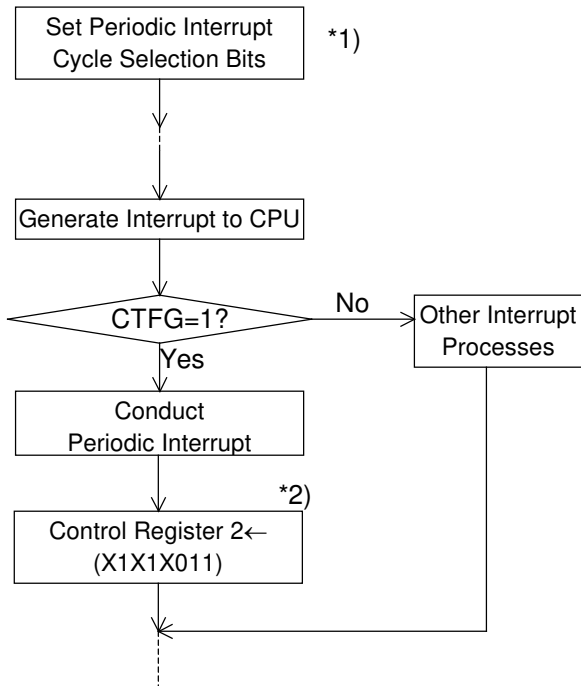 Set Periodic Interrupt
Cycle Selection Bits
*1)
Generate Interrupt to CPU
CTFG=1?
No
Other Interrupt
Processes
Yes
Conduct
Periodic Interrupt
*2)
Control Register 2←
(X1X1X011)